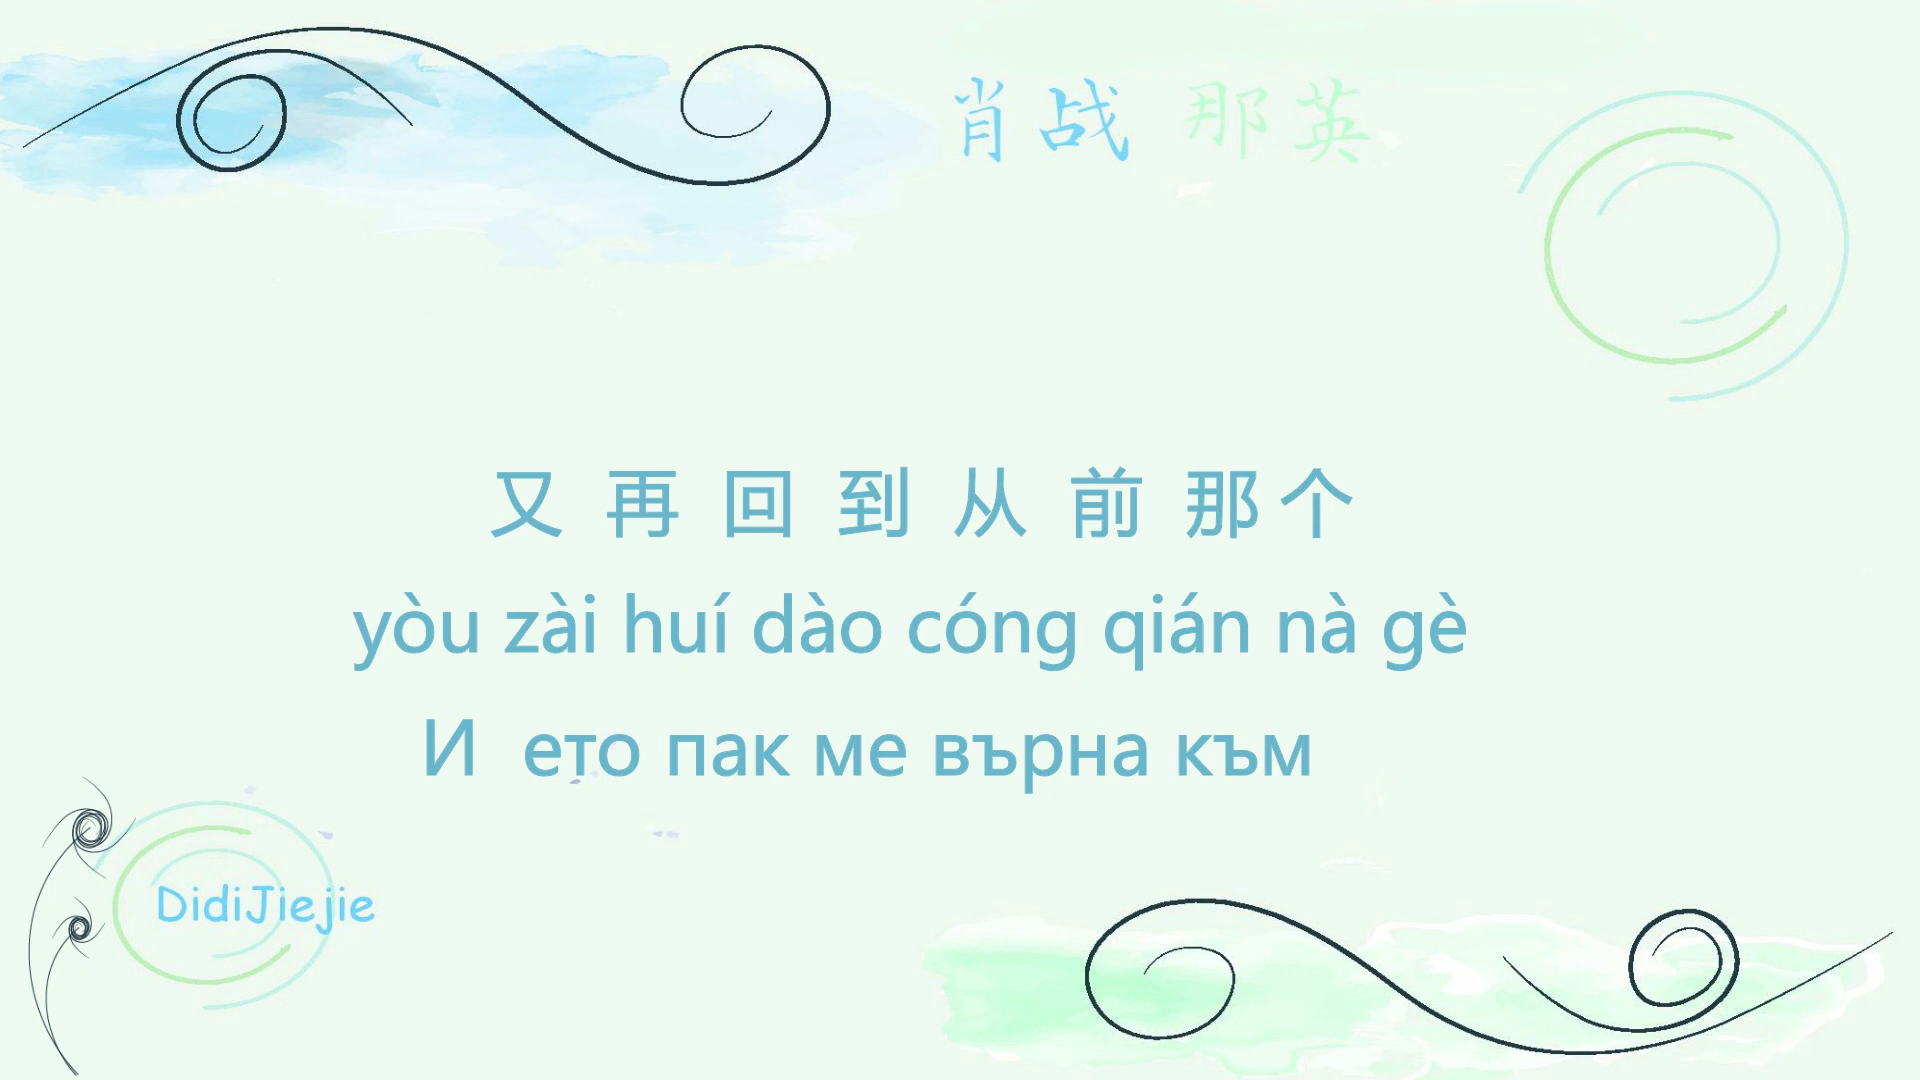 肖战 那英
又 再 回 到 从 前 那 个
yòu zài huí dào cóng qián nà gè
И ето пак ме върна към
DidiJiejie